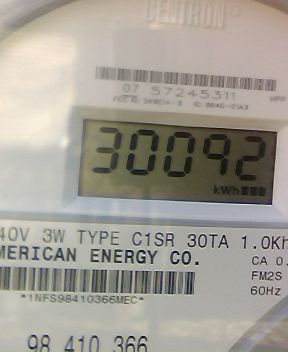 CENTRON®
07 57245311
30092
kWh
40V 3W TYPE C1SR 30TA 1.0Kh
MERICAN ENERGY CO.
CA 0.
FM2S
60Hz
*1NFS98410366MEC*
98 410 366